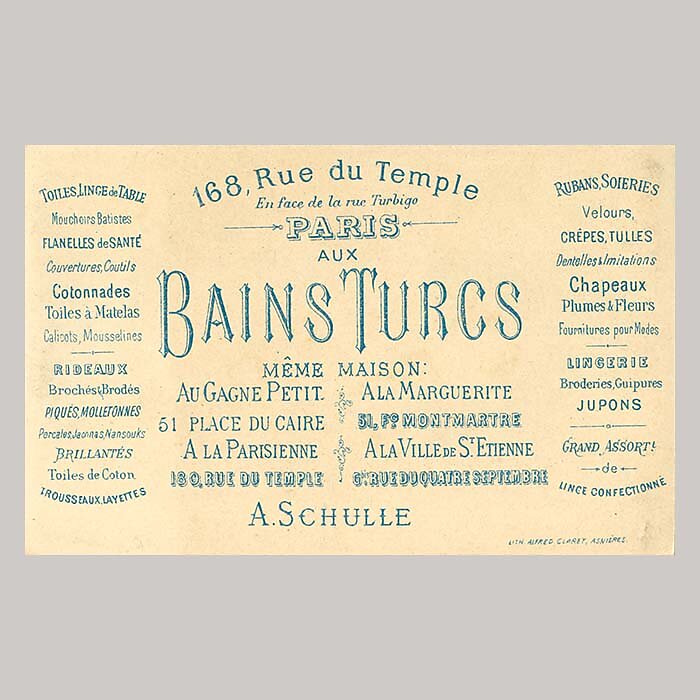 168, Rue du Temple
En face de la rue Turbigo
PARIS
AUX
BAINS TURCS
MÊME MAISON:
AU GAGNE PETIT.
51 PLACE DU CAIRE
A LA PARISIENNE
180, RUE DU TEMPLE
A LA MARGUERITE
51, Fg MONTMARTRE
A LA VILLE DE ST. ETIENNE
RUE DU QUATRE SEPTEMBRE
A. SCHULLE
TOILES, LINGE de TABLE
Mouchoirs Batistes
FLANELLES de SANTÉ
Couvertures, Coutils
Cotonnades
Toiles à Matelas
Calicots, Mousselines
RIDEAUX
Brochés & Brodés
PIQUÉS, MOLLETONNES
Percales, Jaconas, Nansouks
BRILLANTÉS
Toiles de Coton
TROUSSEAUX, LAYETTES
RUBANS, SOIERIES
Velours,
CRÊPES, TULLES
Dentelles & Imitations
Chapeaux
Plumes & Fleurs
Fournitures pour Modes
LINGERIE
Broderies, Guipures
JUPONS
GRAND ASSORT!
de
LINGE CONFECTIONNÉ
LITH. ALFRED CLARET, ASNIÈRES.